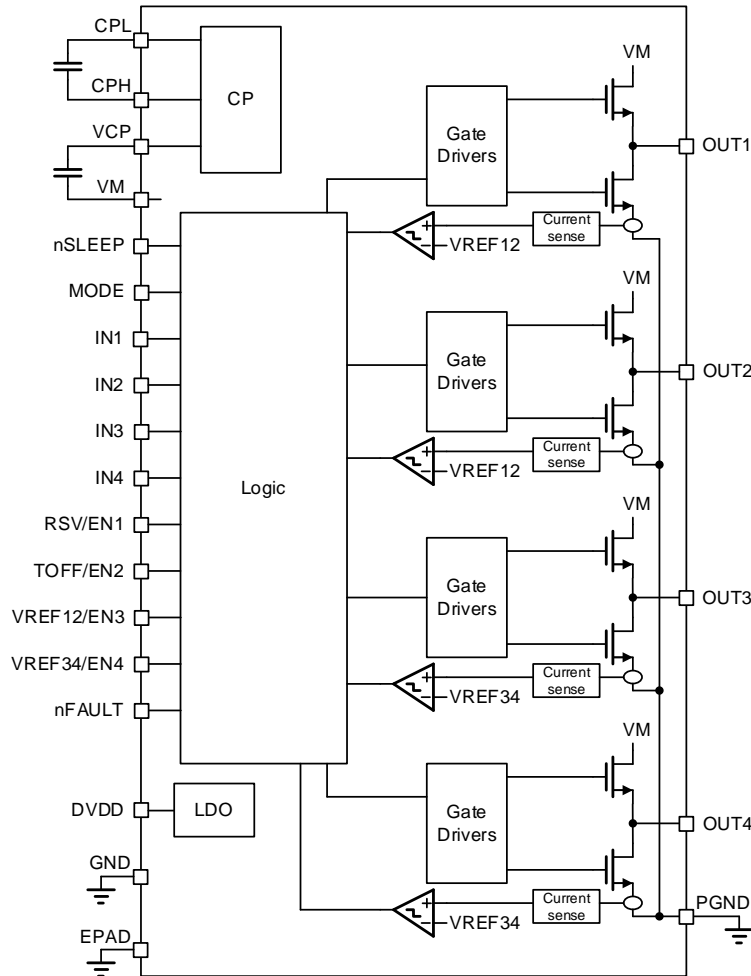 CPL
CPH
VCP
VM
nSLEEP
MODE
IN1
IN2
IN3
IN4
RSV/EN1
TOFF/EN2
VREF12/EN3
VREF34/EN4
nFAULT
DVDD
GND
EPAD
CP
Logic
LDO
VM
Gate
Drivers
OUT1
+
−
VREF12
Current
sense
VM
Gate
Drivers
OUT2
+
−
VREF12
Current
sense
VM
Gate
Drivers
OUT3
+
−
VREF34
Current
sense
VM
Gate
Drivers
OUT4
+
−
VREF34
Current
sense
PGND